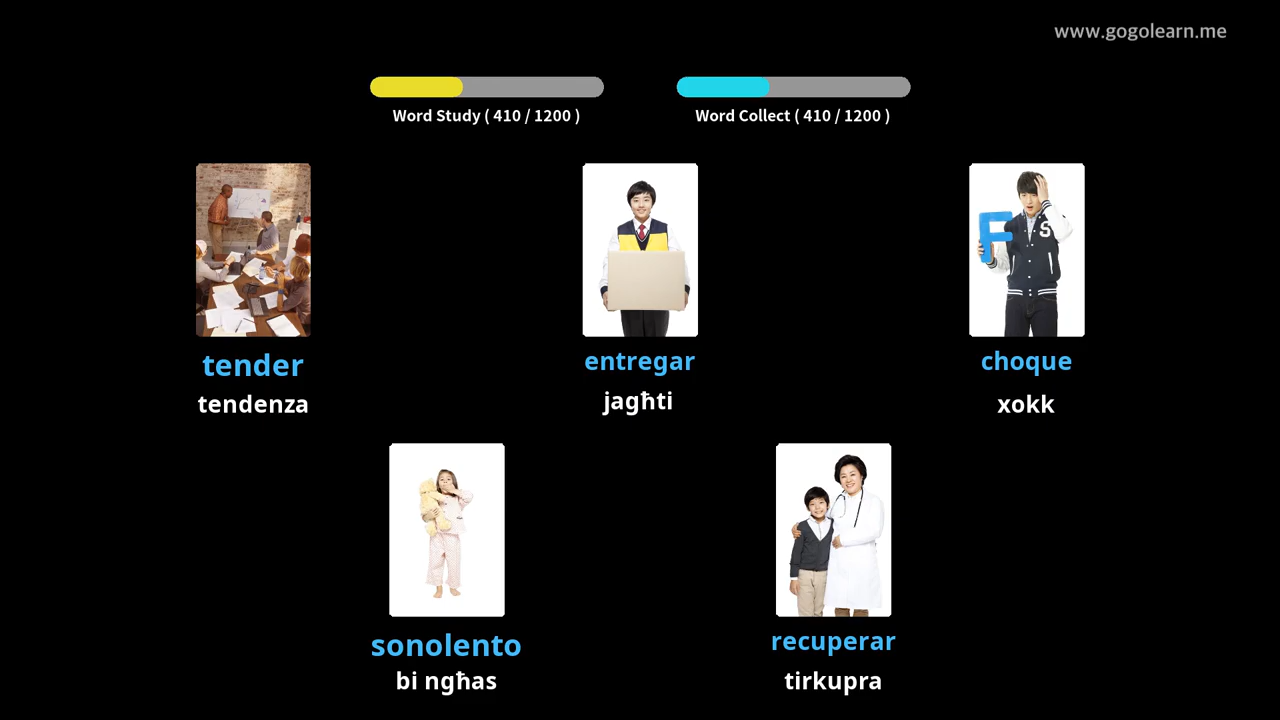 www.gogolearn.me
Word Study ( 410 / 1200 )
Word Collect ( 410 / 1200 )
tender
tendenza
entregar
jagħti
F
S
choque
xokk
sonolento
bi ngħas
recuperar
tirkupra